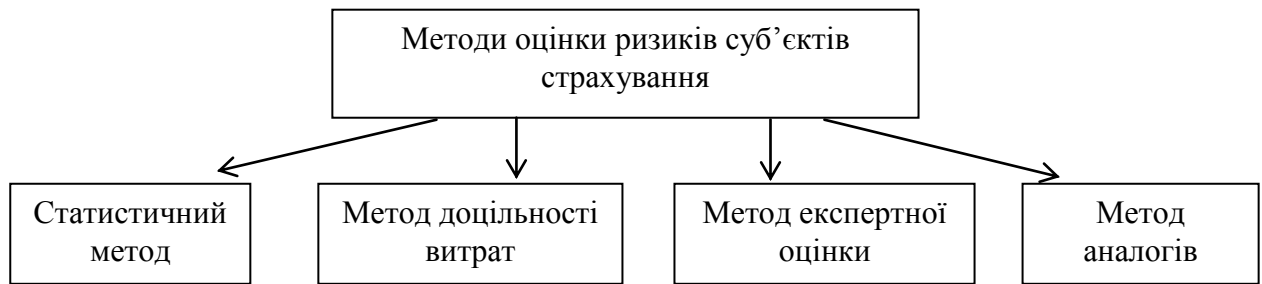 Методи оцінки ризиків суб’єктів
страхування
Статистичний
метод
Метод доцільності
витрат
Метод експертної
оцінки
Метод
аналогів